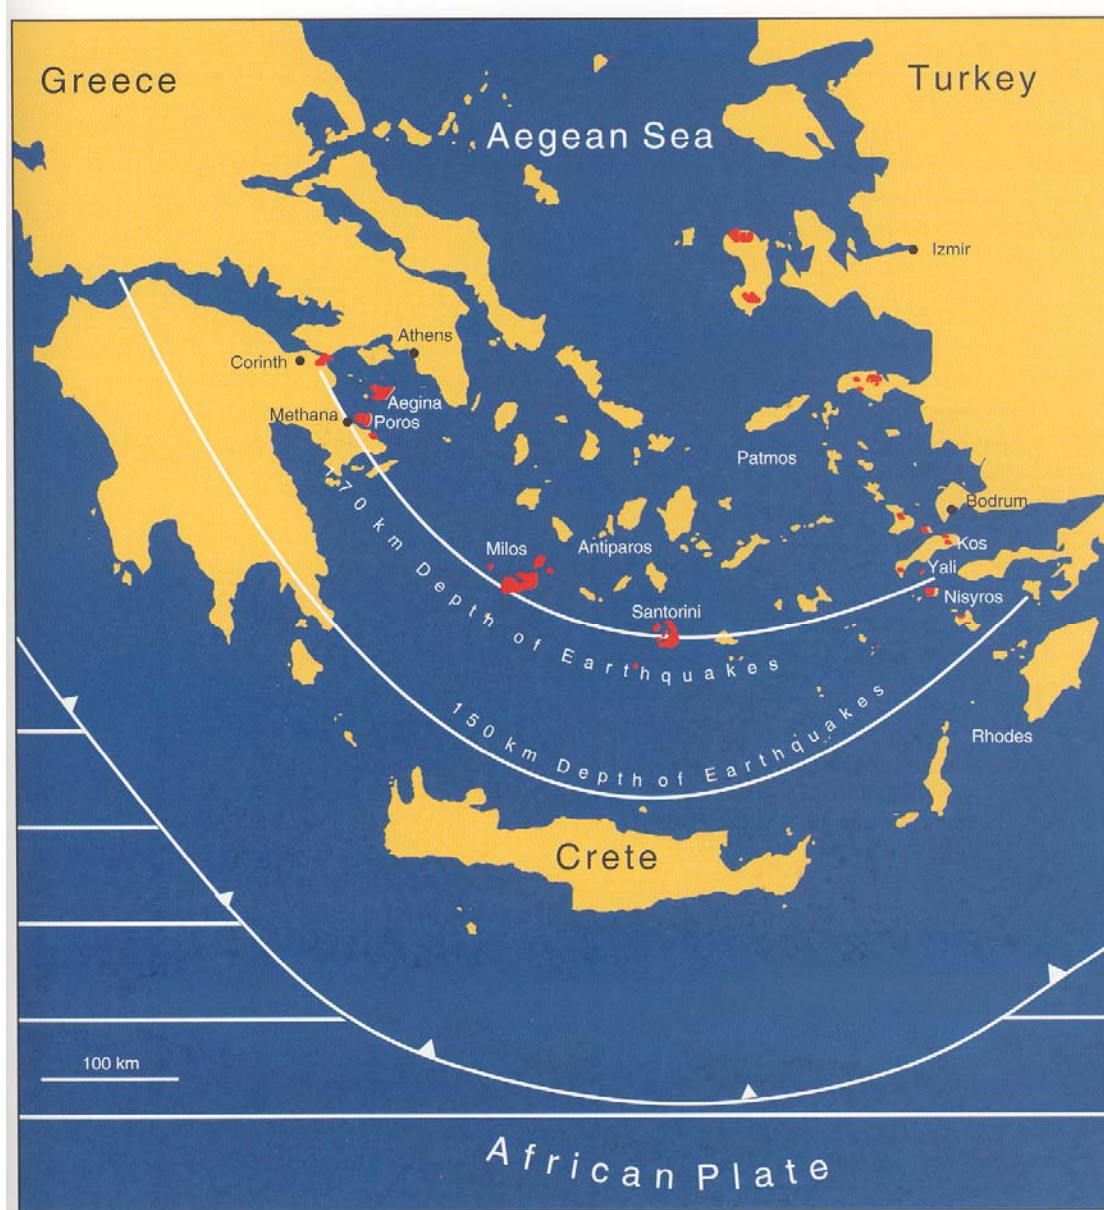 Greece
Turkey
Aegean Sea
Izmir
Athens
Corinth
Aegina
Methana
Poros
Patmos
Bodrum
Kos
Milos
Antiparos
Yali
Nisyros
Santorini
170 km Depth of Earthquakes
150 km Depth of Earthquakes
Rhodes
Crete
100 km
African Plate